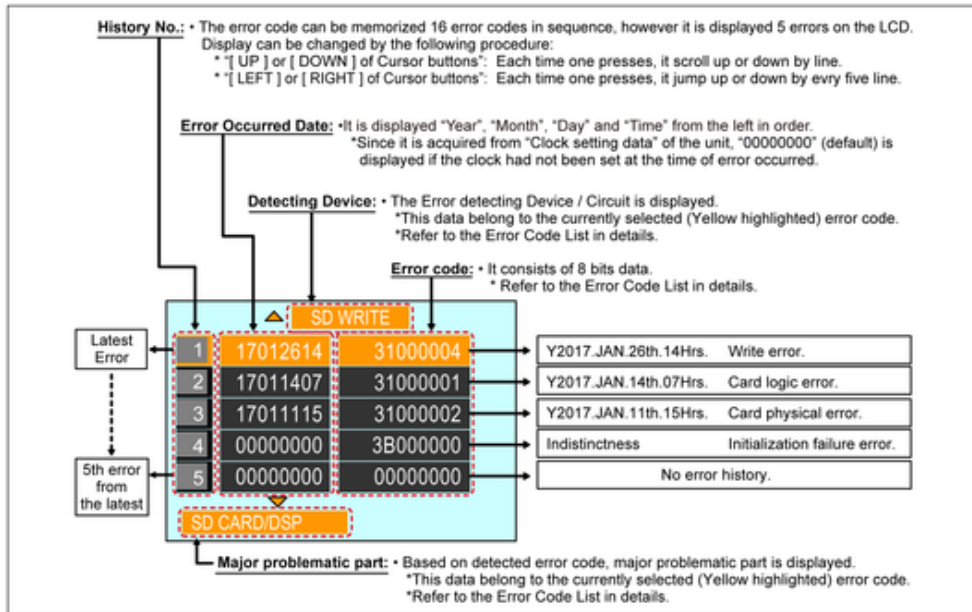 History No.: • The error code can be memorized 16 error codes in sequence, however it is displayed 5 errors on the LCD.
Display can be changed by the following procedure:
* "[ UP ] or [ DOWN ] of Cursor buttons": Each time one presses, it scroll up or down by line.
* "[ LEFT ] or [ RIGHT ] of Cursor buttons": Each time one presses, it jump up or down by evry five line.
Error Occurred Date: •It is displayed "Year", "Month", "Day" and "Time" from the left in order.
*Since it is acquired from "Clock setting data" of the unit, "00000000" (default) is
displayed if the clock had not been set at the time of error occurred.
Detecting Device: • The Error detecting Device / Circuit is displayed.
*This data belong to the currently selected (Yellow highlighted) error code.
*Refer to the Error Code List in details.
Error code: • It consists of 8 bits data.
* Refer to the Error Code List in details.
SD WRITE
Latest
Error
1 17012614 31000004 Y2017.JAN.26th.14Hrs. Write error.
2 17011407 31000001 Y2017.JAN.14th.07Hrs. Card logic error.
3 17011115 31000002 Y2017.JAN.11th.15Hrs. Card physical error.
4 00000000 3B000000 Indistinctness Initialization failure error.
5 00000000 00000000 No error history.
5th error
from
the latest
SD CARD/DSP
Major problematic part: • Based on detected error code, major problematic part is displayed.
*This data belong to the currently selected (Yellow highlighted) error code.
*Refer to the Error Code List in details.